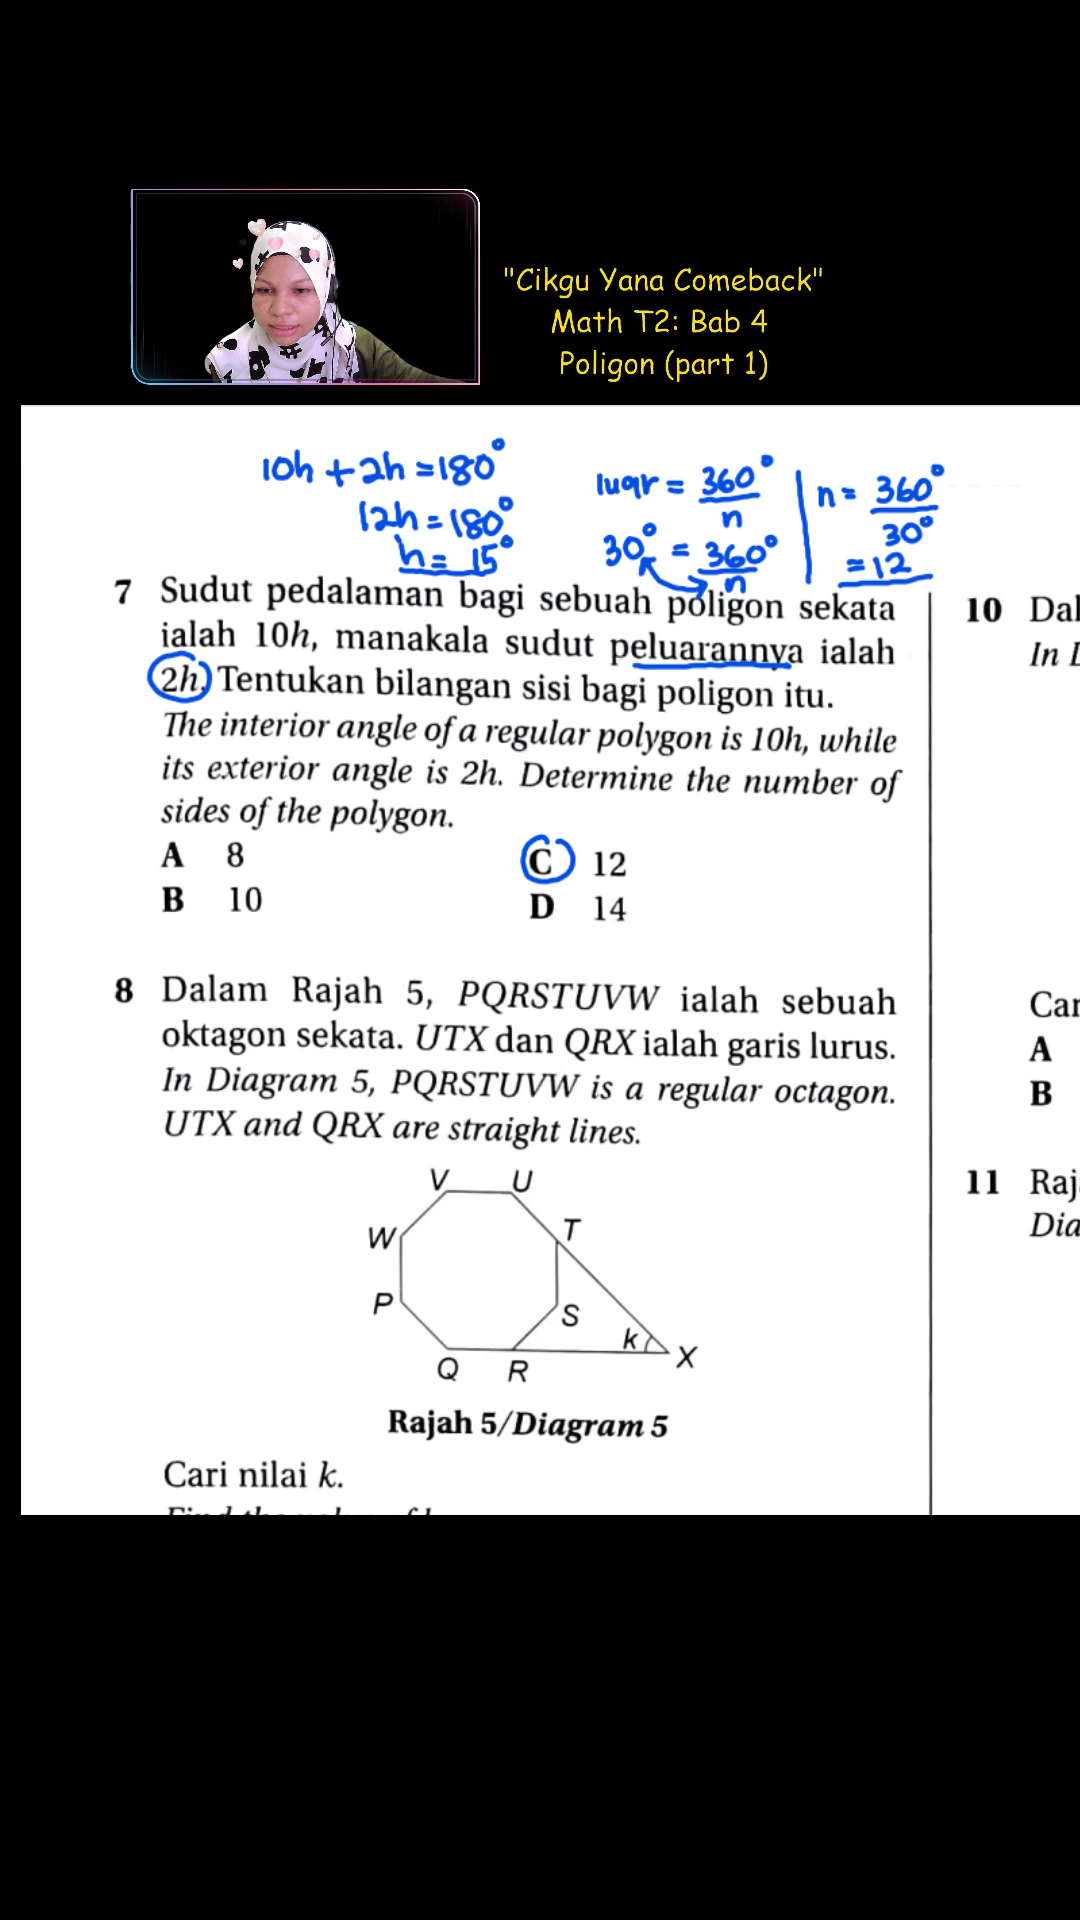 "Cikgu Yana Comeback"
Math T2: Bab 4
Poligon (part 1)
10h + 2h = 180°
12h = 180°
h = 15°
luar = 360°/n
30° = 360°/n
n = 360°/30°
= 12
7 Sudut pedalaman bagi sebuah poligon sekata
ialah 10h, manakala sudut peluarannya ialah
2h. Tentukan bilangan sisi bagi poligon itu.
The interior angle of a regular polygon is 10h, while
its exterior angle is 2h. Determine the number of
sides of the polygon.
A 8
C 12
B 10
D 14
8 Dalam Rajah 5, PQRSTUVW ialah sebuah
oktagon sekata. UTX dan QRX ialah garis lurus.
In Diagram 5, PQRSTUVW is a regular octagon.
UTX and QRX are straight lines.
V U
W T
P S
k X
Q R
Rajah 5/Diagram 5
Cari nilai k.
10
In
A
B
11